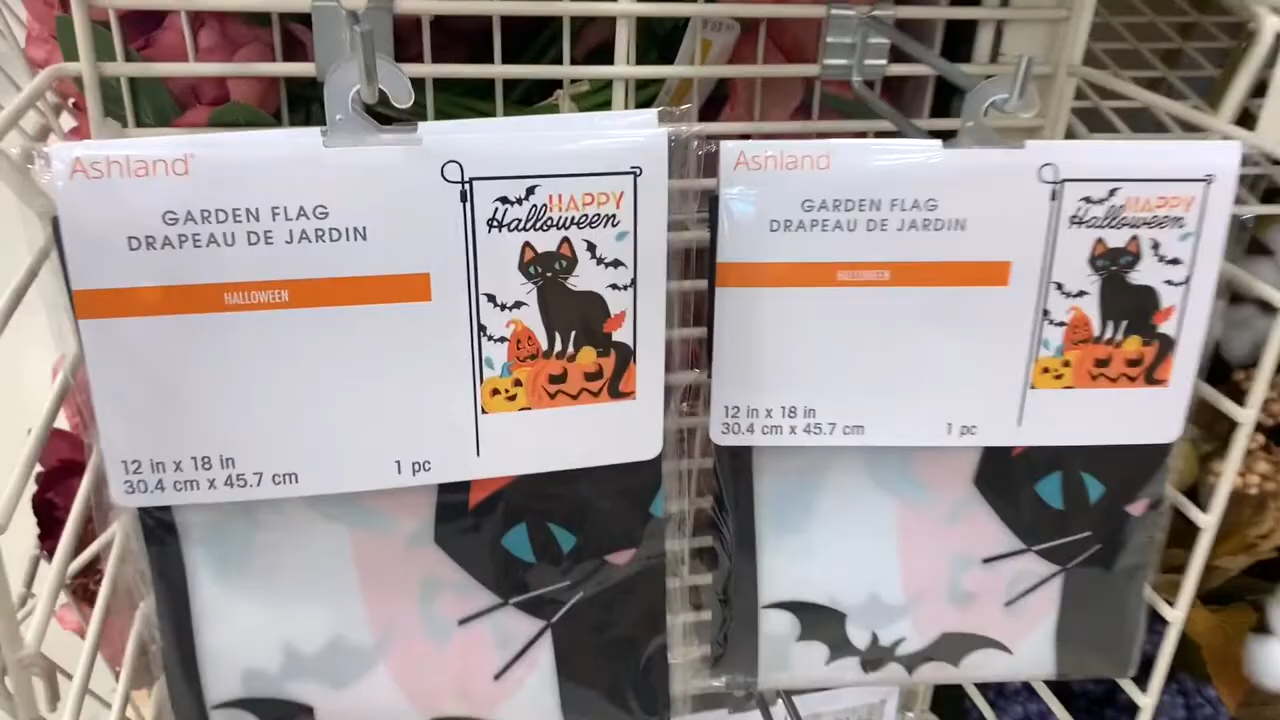 Ashland®
GARDEN FLAG
DRAPEAU DE JARDIN
HALLOWEEN
HAPPY
Halloween
12 in x 18 in
30.4 cm x 45.7 cm
1 pc
Ashland
GARDEN FLAG
DRAPEAU DE JARDIN
HALLOWEEN
HAPPY
Halloween
12 in x 18 in
30.4 cm x 45.7 cm
1 pc